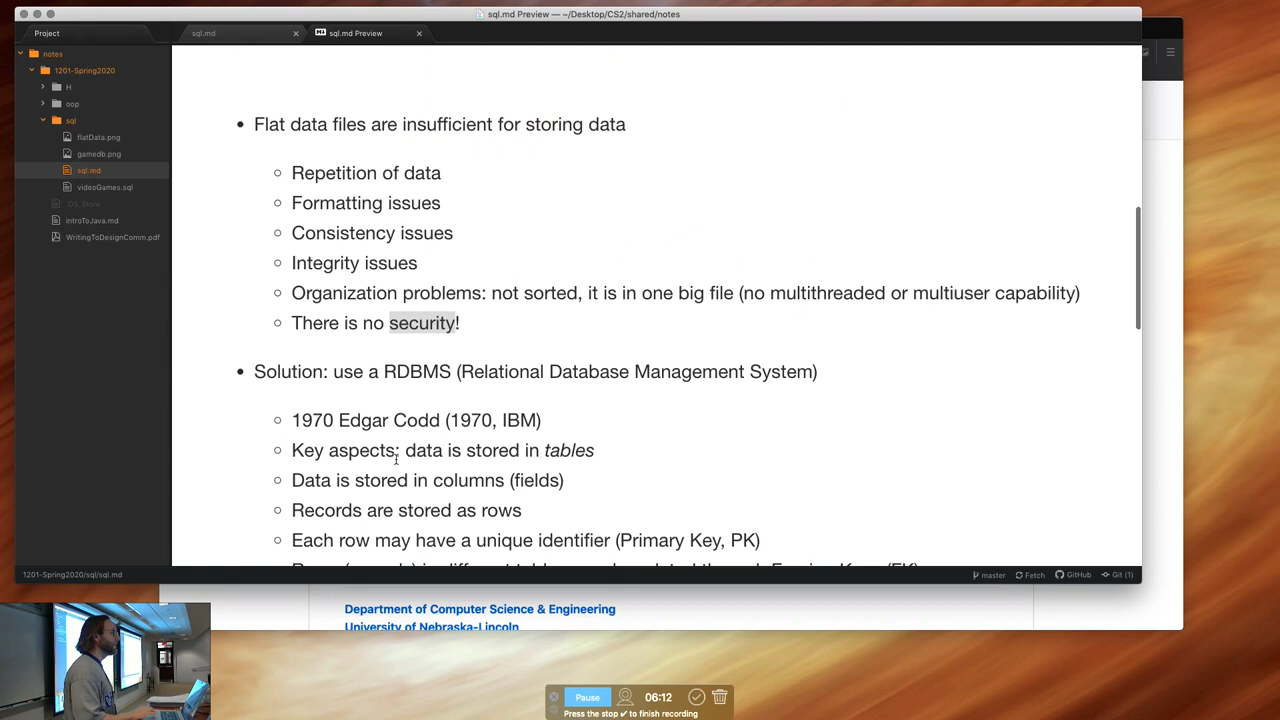 sql.md Preview — ~/Desktop/CS2/shared/notes
Project
sql.md
sql.md Preview
notes
1201-Spring2020
H
oop
sql
flatData.png
gamedb.png
sql.md
videoGames.sql
.DS_Store
introToJava.md
WritingToDesignComm.pdf
Flat data files are insufficient for storing data
Repetition of data
Formatting issues
Consistency issues
Integrity issues
Organization problems: not sorted, it is in one big file (no multithreaded or multiuser capability)
There is no security!
Solution: use a RDBMS (Relational Database Management System)
1970 Edgar Codd (1970, IBM)
Key aspects: data is stored in tables
Data is stored in columns (fields)
Records are stored as rows
Each row may have a unique identifier (Primary Key, PK)
1201-Spring2020/sql/sql.md
master
Fetch
GitHub
Git (1)
Department of Computer Science & Engineering
University of Nebraska-Lincoln
Pause
06:12
Press the stop ✔ to finish recording